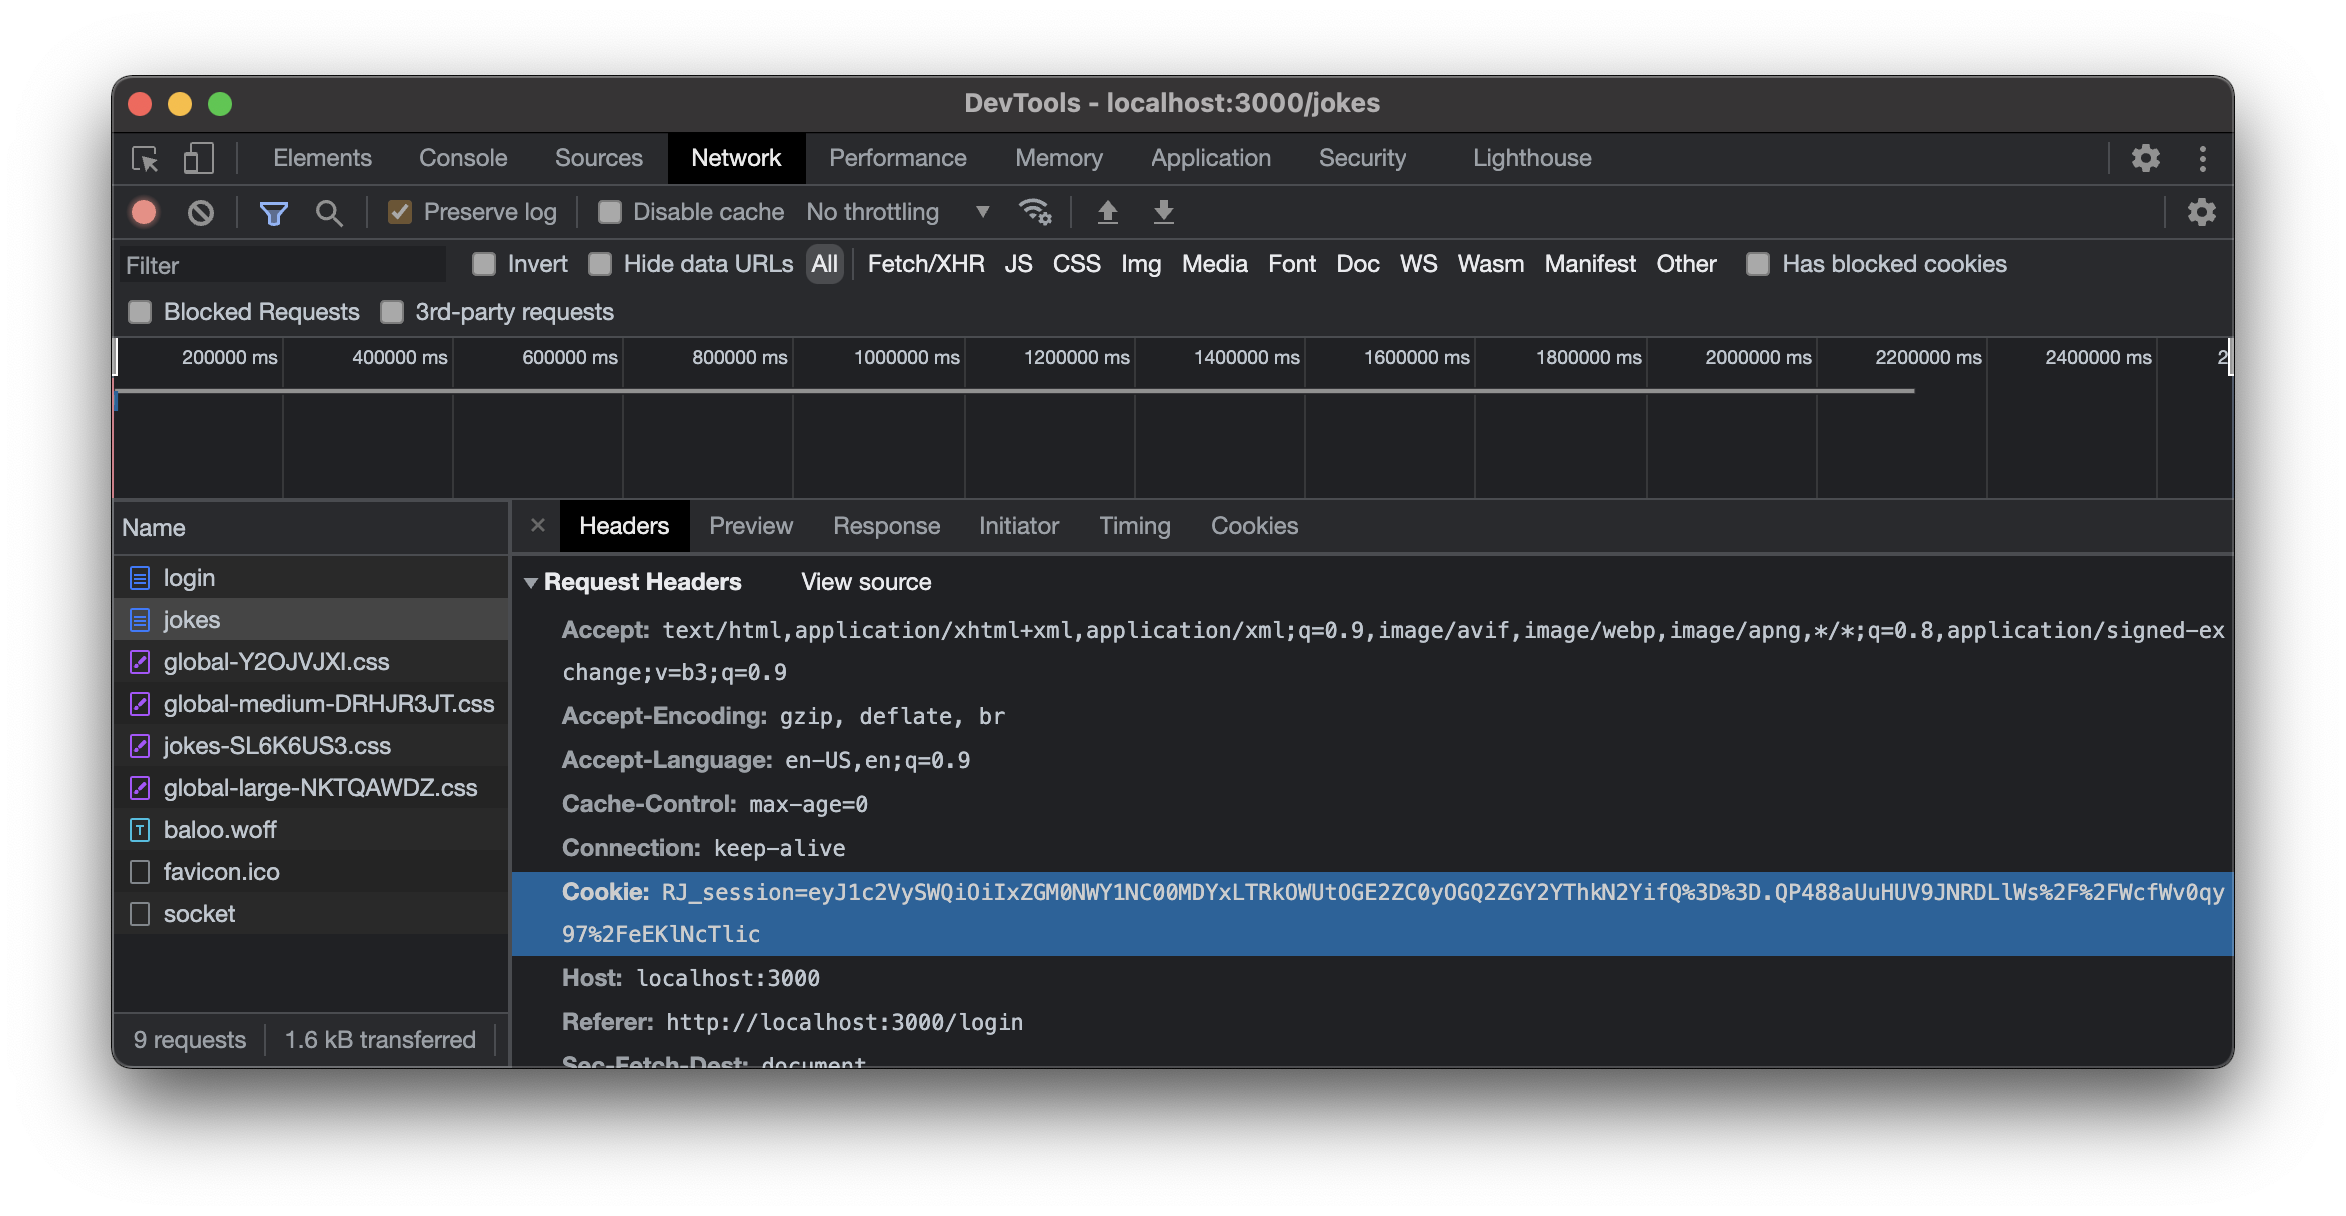 DevTools - localhost:3000/jokes
Elements Console Sources Network Performance Memory Application Security Lighthouse
Preserve log Disable cache No throttling
Filter Invert Hide data URLs All Fetch/XHR JS CSS Img Media Font Doc WS Wasm Manifest Other Has blocked cookies
Blocked Requests 3rd-party requests
200000 ms 400000 ms 600000 ms 800000 ms 1000000 ms 1200000 ms 1400000 ms 1600000 ms 1800000 ms 2000000 ms 2200000 ms 2400000 ms 2
Name
login
jokes
global-Y2OJVJXI.css
global-medium-DRHJR3JT.css
jokes-SL6K6US3.css
global-large-NKTQAWDZ.css
baloo.woff
favicon.ico
socket
9 requests 1.6 kB transferred
Headers Preview Response Initiator Timing Cookies
Request Headers View source
Accept: text/html,application/xhtml+xml,application/xml;q=0.9,image/avif,image/webp,image/apng,*/*;q=0.8,application/signed-ex
change;v=b3;q=0.9
Accept-Encoding: gzip, deflate, br
Accept-Language: en-US,en;q=0.9
Cache-Control: max-age=0
Connection: keep-alive
Cookie: RJ_session=eyJ1c2VySWQiOiIxZGM0NWY1NC00MDYxLTRkOWUtOGE2ZC0yOGQ2ZGY2YThkN2YifQ%3D%3D.QP488aUuHUV9JNRDLlWs%2F%2FWcfWv0qy
97%2FeEKlNcTlic
Host: localhost:3000
Referer: http://localhost:3000/login
Sec-Fetch-Dest: document